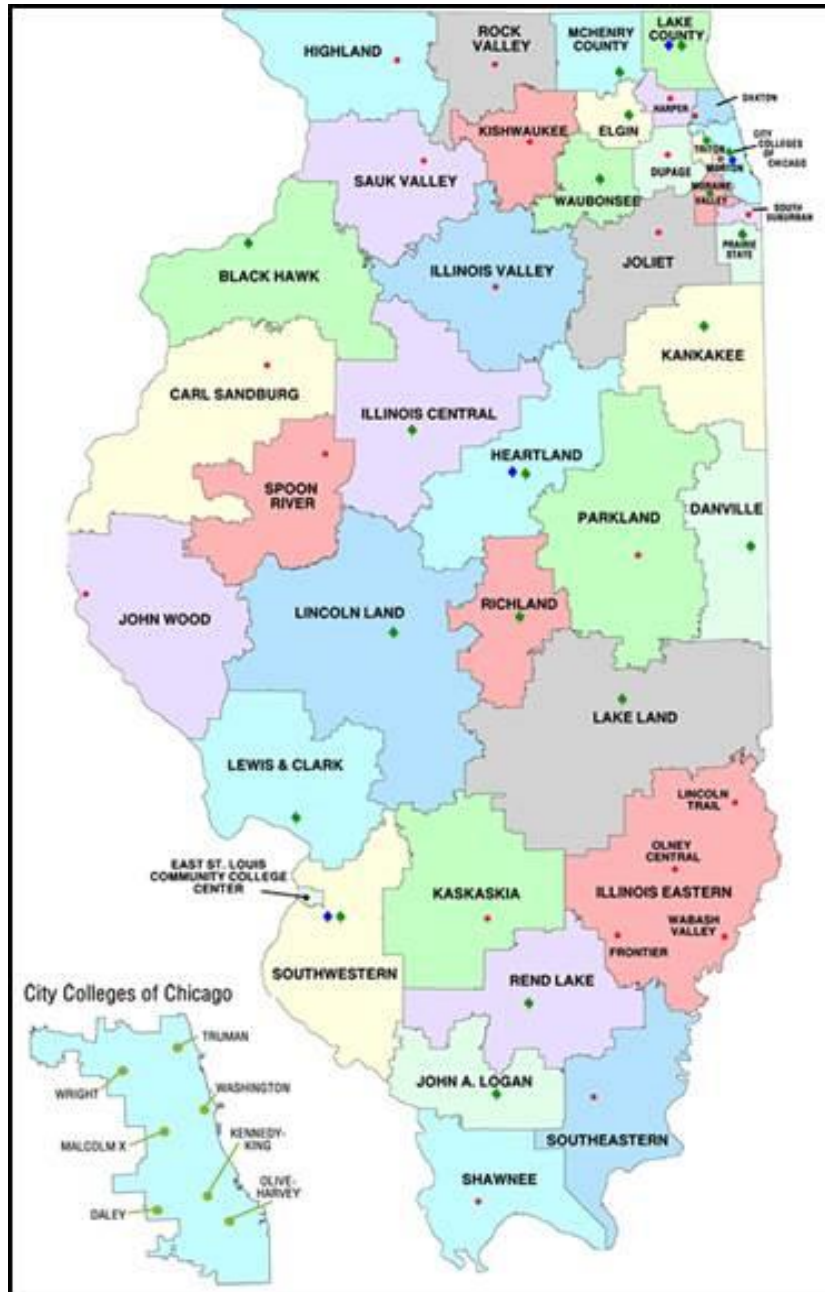 HIGHLAND
ROCK
VALLEY
MCHENRY
COUNTY
LAKE
COUNTY
KISHWAUKEE
ELGIN
HARPER
OAKTON
CITY
COLLEGES
OF
CHICAGO
TRITON
MORTON
SAUK VALLEY
WAUBONSEE
DUPAGE
MORAINE
VALLEY
SOUTH
SUBURBAN
PRAIRIE
STATE
BLACK HAWK
ILLINOIS VALLEY
JOLIET
KANKAKEE
CARL SANDBURG
ILLINOIS CENTRAL
HEARTLAND
SPOON
RIVER
PARKLAND
DANVILLE
JOHN WOOD
LINCOLN LAND
RICHLAND
LAKE LAND
LEWIS & CLARK
LINCOLN
TRAIL
OLNEY
CENTRAL
EAST ST. LOUIS
COMMUNITY COLLEGE
CENTER
KASKASKIA
ILLINOIS EASTERN
WABASH
VALLEY
FRONTIER
SOUTHWESTERN
REND LAKE
JOHN A. LOGAN
SOUTHEASTERN
SHAWNEE
City Colleges of Chicago
TRUMAN
WRIGHT
WASHINGTON
MALCOLM X
KENNEDY-
KING
OLIVE-
HARVEY
DALEY